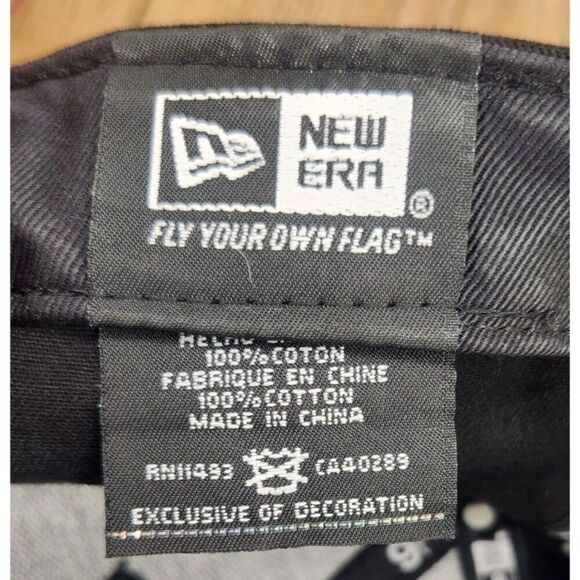 NEW
ERA®
FLY YOUR OWN FLAG™
100% COTON
FABRIQUE EN CHINE
100% COTTON
MADE IN CHINA
RN11493 CA40289
EXCLUSIVE OF DECORATION